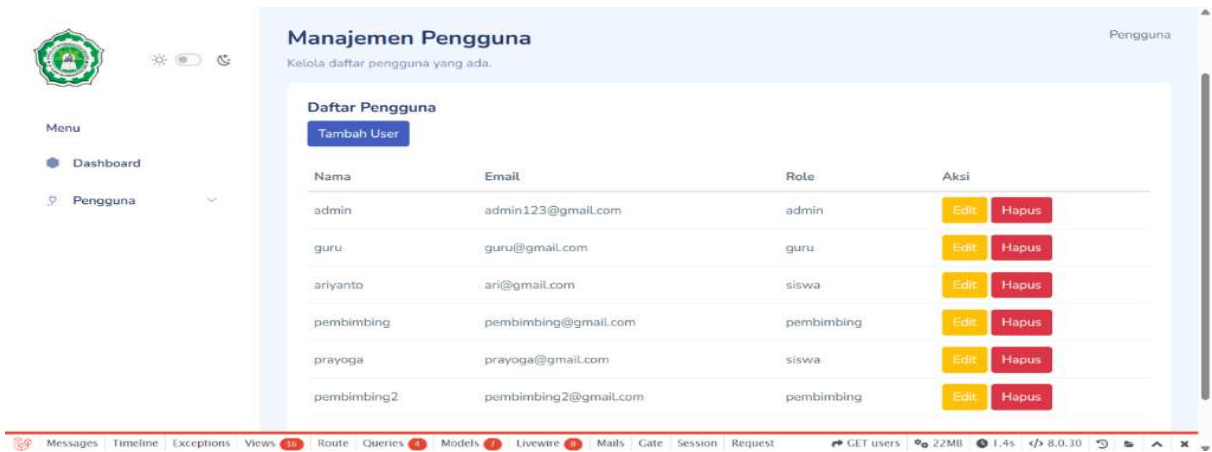 Manajemen Pengguna
Pengguna
Kelola daftar pengguna yang ada.
Menu
Dashboard
Pengguna
Daftar Pengguna
Tambah User
Nama Email Role Aksi
admin admin123@gmail.com admin Edit Hapus
guru guru@gmail.com guru Edit Hapus
ariyanto ari@gmail.com siswa Edit Hapus
pembimbing pembimbing@gmail.com pembimbing Edit Hapus
prayoga prayoga@gmail.com siswa Edit Hapus
pembimbing2 pembimbing2@gmail.com pembimbing Edit Hapus
Messages Timeline Exceptions Views 16 Route Queries 4 Models 7 Livewire Mails Gate Session Request GET users 22MB 1.4s 8.0.30